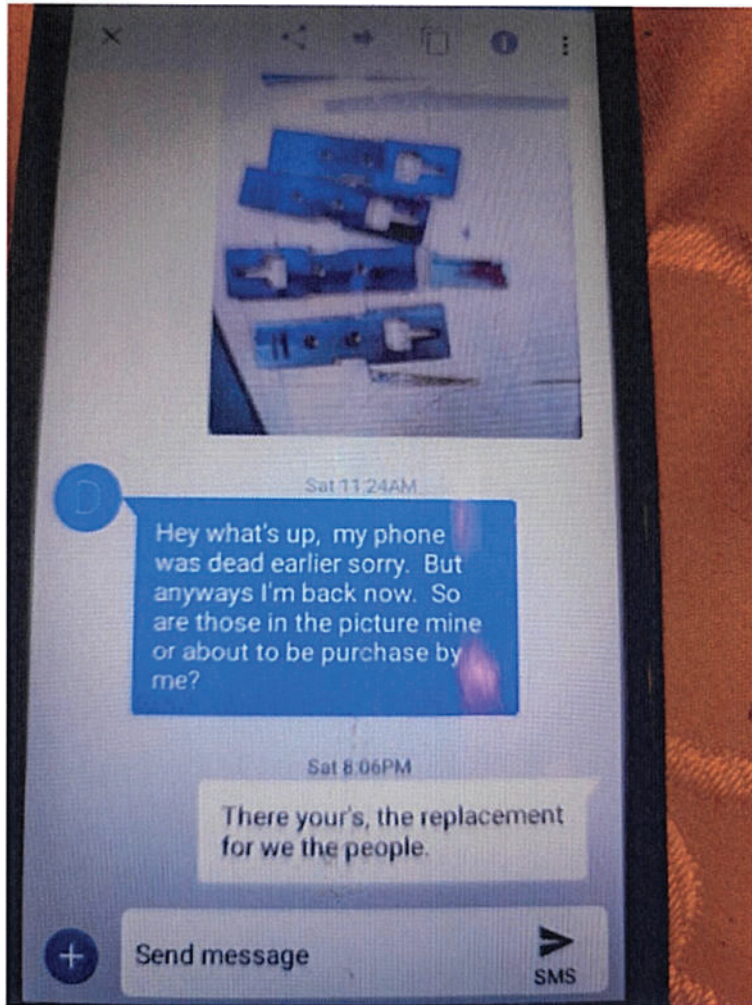 D
Sat 11:24AM
Hey what's up, my phone
was dead earlier sorry. But
anyways I'm back now. So
are those in the picture mine
or about to be purchase by
me?
Sat 8:06PM
There your's, the replacement
for we the people.
Send message
SMS